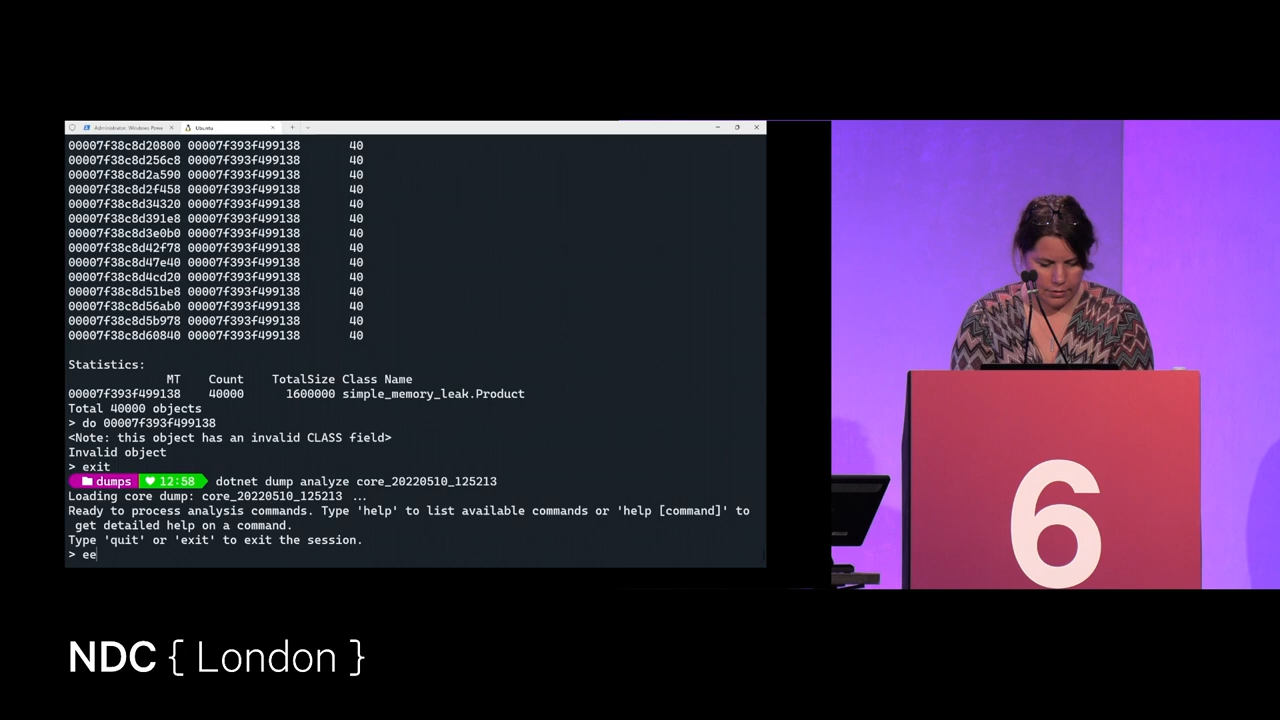 Administrator: Windows Powe
Ubuntu
00007f38c8d20800 00007f393f499138 40
00007f38c8d256c8 00007f393f499138 40
00007f38c8d2a590 00007f393f499138 40
00007f38c8d2f458 00007f393f499138 40
00007f38c8d34320 00007f393f499138 40
00007f38c8d391e8 00007f393f499138 40
00007f38c8d3e0b0 00007f393f499138 40
00007f38c8d42f78 00007f393f499138 40
00007f38c8d47e40 00007f393f499138 40
00007f38c8d4cd20 00007f393f499138 40
00007f38c8d51be8 00007f393f499138 40
00007f38c8d56ab0 00007f393f499138 40
00007f38c8d5b978 00007f393f499138 40
00007f38c8d60840 00007f393f499138 40
Statistics:
MT Count TotalSize Class Name
00007f393f499138 40000 1600000 simple_memory_leak.Product
Total 40000 objects
> do 00007f393f499138
<Note: this object has an invalid CLASS field>
Invalid object
> exit
dumps 12:58 dotnet dump analyze core_20220510_125213
Loading core dump: core_20220510_125213 ...
Ready to process analysis commands. Type 'help' to list available commands or 'help [command]' to
get detailed help on a command.
Type 'quit' or 'exit' to exit the session.
> ee
6
NDC { London }